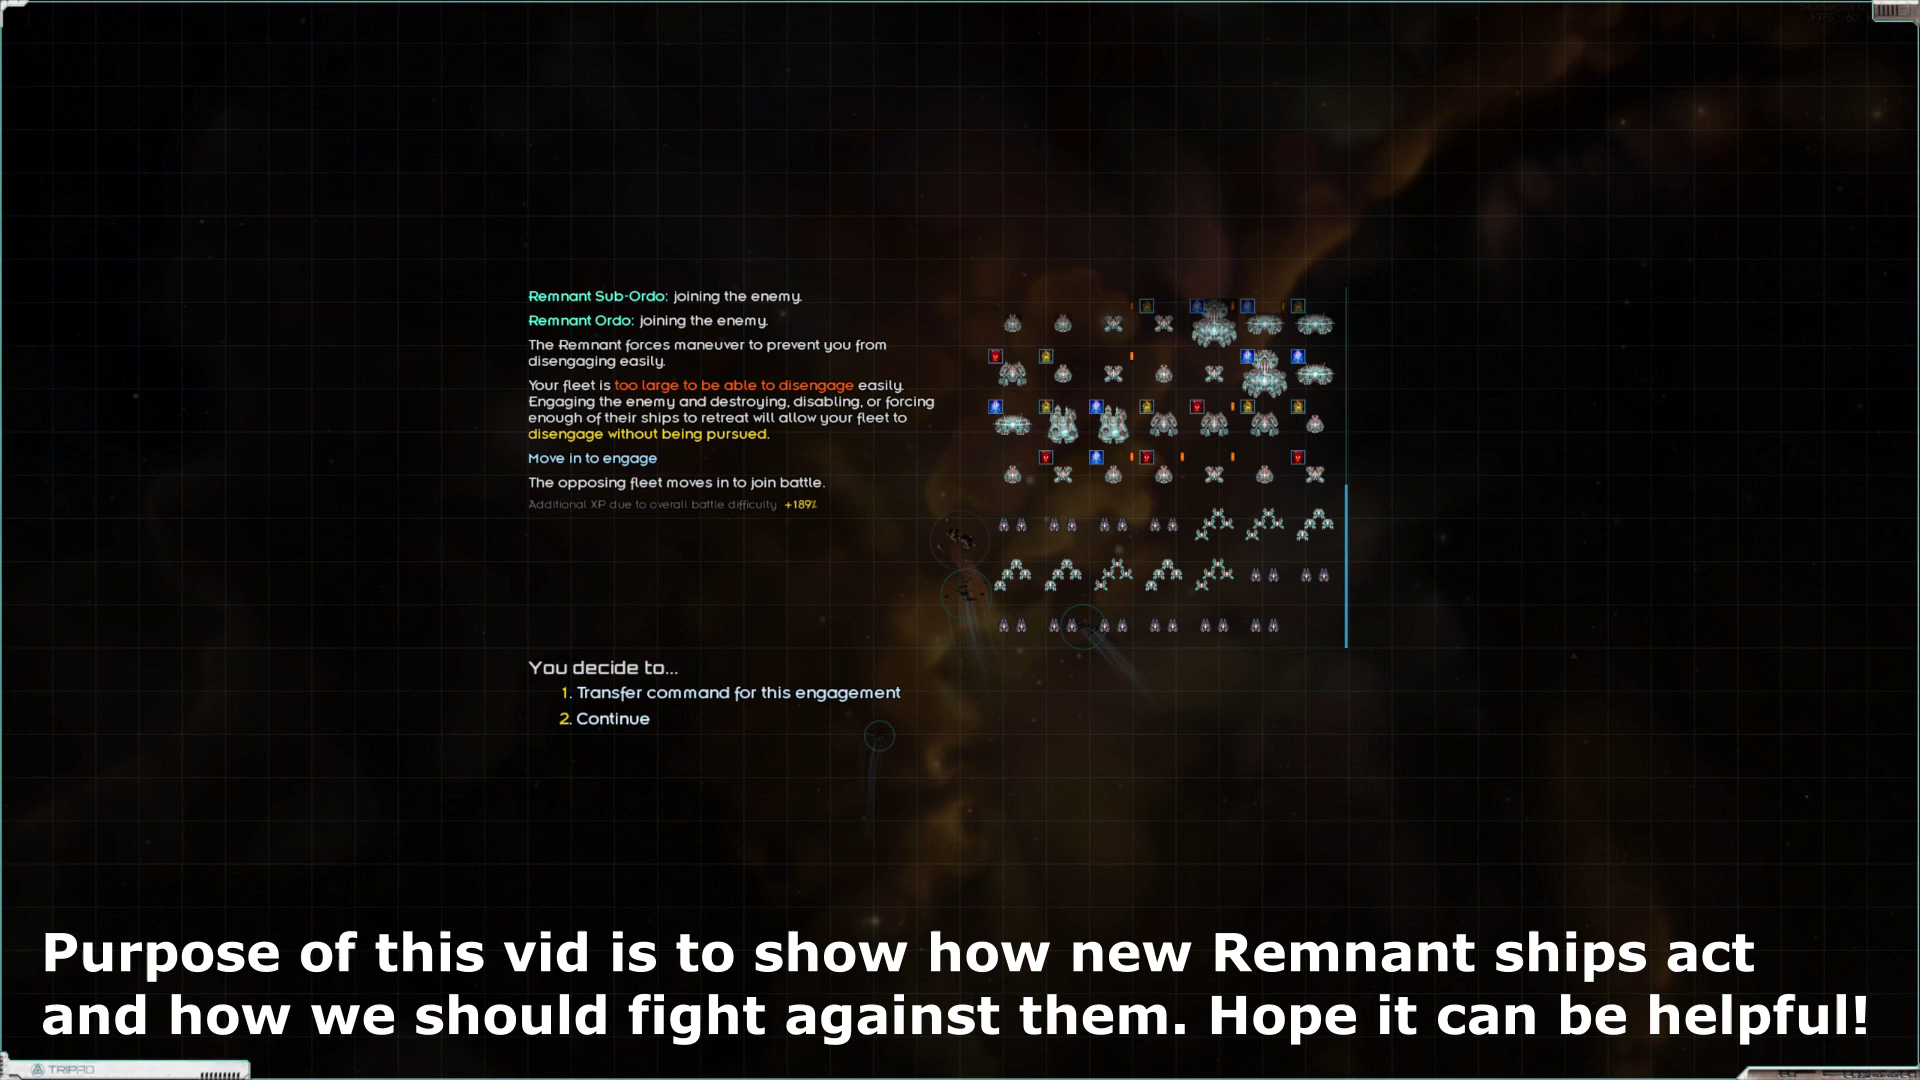 Remnant Sub-Ordo: joining the enemy.
Remnant Ordo: joining the enemy.
The Remnant forces maneuver to prevent you from
disengaging easily.
Your fleet is too large to be able to disengage easily.
Engaging the enemy and destroying, disabling, or forcing
enough of their ships to retreat will allow your fleet to
disengage without being pursued.
Move in to engage
The opposing fleet moves in to join battle.
Additional XP due to overall battle difficulty: +189%
You decide to...
1. Transfer command for this engagement
2. Continue
Purpose of this vid is to show how new Remnant ships act
and how we should fight against them. Hope it can be helpful!
TRIPAD